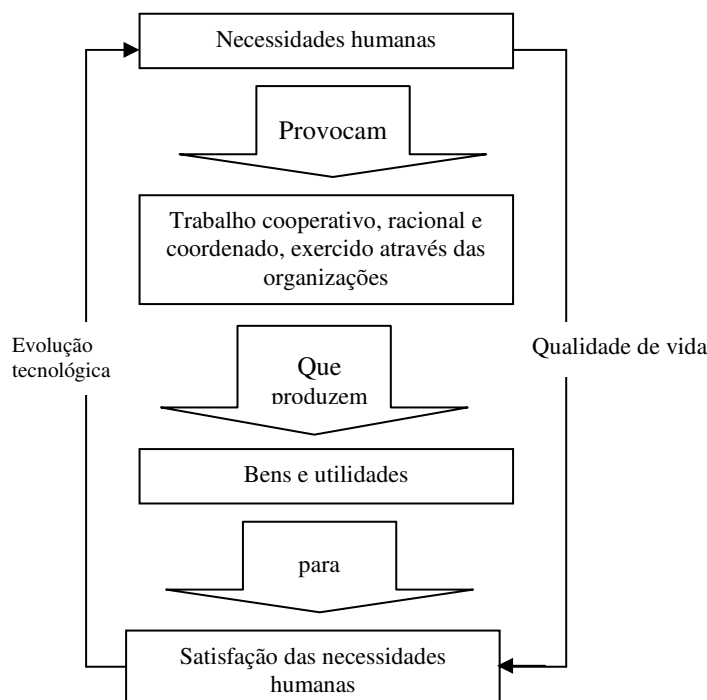 Necessidades humanas
Provocam
Trabalho cooperativo, racional e
coordenado, exercido através das
organizações
Evolução
tecnológica
Qualidade de vida
Que
produzem
Bens e utilidades
para
Satisfação das necessidades
humanas